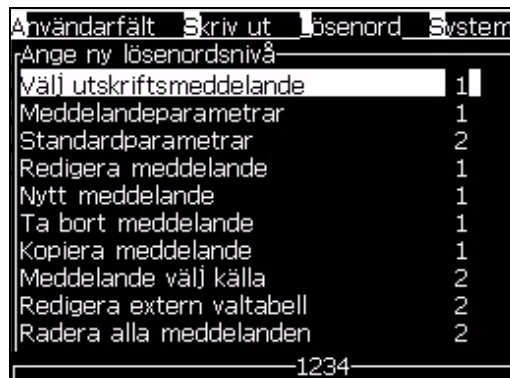 Användarfält Skriv ut Lösenord System
Ange ny lösenordsnivå
Välj utskriftsmeddelande 1
Meddelandeparametrar 1
Standardparametrar 2
Redigera meddelande 1
Nytt meddelande 1
Ta bort meddelande 1
Kopiera meddelande 1
Meddelande välj källa 2
Redigera extern valtabell 2
Radera alla meddelanden 2
1234